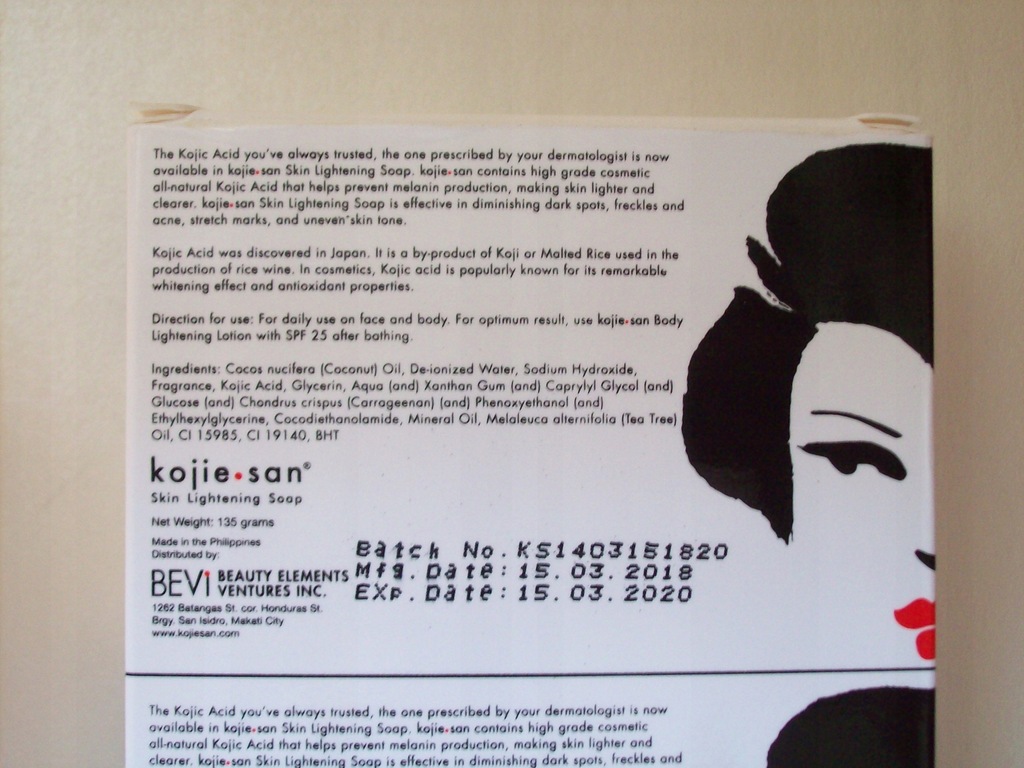 The Kojic Acid you've always trusted, the one prescribed by your dermatologist is now
available in kojie•san Skin Lightening Soap. kojie•san contains high grade cosmetic
all-natural Kojic Acid that helps prevent melanin production, making skin lighter and
clearer. kojie•san Skin Lightening Soap is effective in diminishing dark spots, freckles and
acne, stretch marks, and uneven skin tone.
Kojic Acid was discovered in Japan. It is a by-product of Koji or Malted Rice used in the
production of rice wine. In cosmetics, Kojic acid is popularly known for its remarkable
whitening effect and antioxidant properties.
Direction for use: For daily use on face and body. For optimum result, use kojie•san Body
Lightening Lotion with SPF 25 after bathing.
Ingredients: Cocos nucifera (Coconut) Oil, De-ionized Water, Sodium Hydroxide,
Fragrance, Kojic Acid, Glycerin, Aqua (and) Xanthan Gum (and) Caprylyl Glycol (and)
Glucose (and) Chondrus crispus (Carrageenan) (and) Phenoxyethanol (and)
Ethylhexylglycerine, Cocodiethanolamide, Mineral Oil, Melaleuca alternifolia (Tea Tree)
Oil, CI 15985, CI 19140, BHT
kojie•san®
Skin Lightening Soap
Net Weight: 135 grams
Made in the Philippines
Distributed by:
BEVi BEAUTY ELEMENTS
VENTURES INC.
1262 Batangas St. cor. Honduras St.
Brgy. San Isidro, Makati City
www.kojiesan.com
Batch No. KS1403151820
Mfg. Date: 15.03.2018
EXP. Date: 15.03.2020
The Kojic Acid you've always trusted, the one prescribed by your dermatologist is now
available in kojie•san Skin Lightening Soap. kojie•san contains high grade cosmetic
all-natural Kojic Acid that helps prevent melanin production, making skin lighter and
clearer. kojie•san Skin Lightening Soap is effective in diminishing dark spots, freckles and